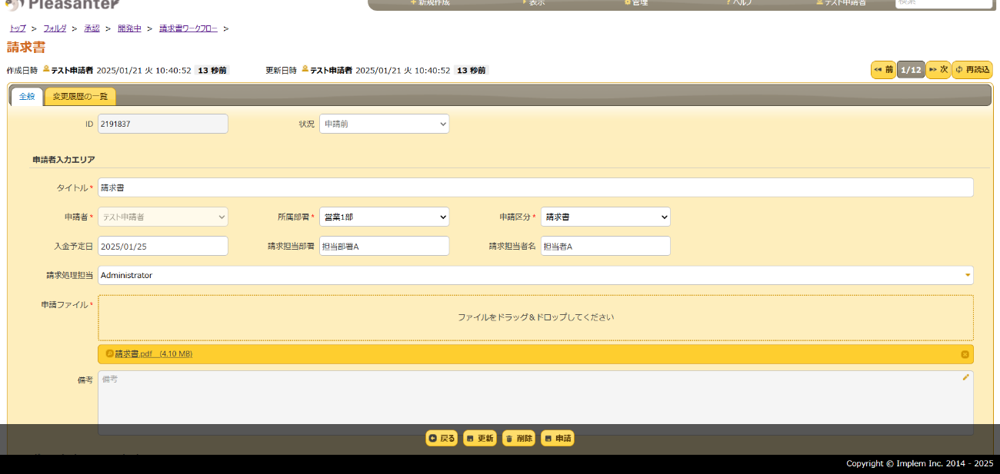 Pleasanter
新規作成 表示 管理 ヘルプ テスト申請者 検索
トップ > フォルダ > 承認 > 開発中 > 請求書ワークフロー >
請求書
作成日時 テスト申請者 2025/01/21 火 10:40:52 13 秒前 更新日時 テスト申請者 2025/01/21 火 10:40:52 13 秒前 前 1/12 次 再読込
全般 変更履歴の一覧
ID 2191837 状況 申請前
申請者入力エリア
タイトル* 請求書
申請者* テスト申請者 所属部署* 営業1部 申請区分* 請求書
入金予定日 2025/01/25 請求担当部署 担当部署A 請求担当者名 担当者A
請求処理担当 Administrator
申請ファイル*
ファイルをドラッグ＆ドロップしてください
請求書.pdf (4.10 MB)
備考 備考
戻る 更新 削除 申請
Copyright © Implem Inc. 2014 - 2025